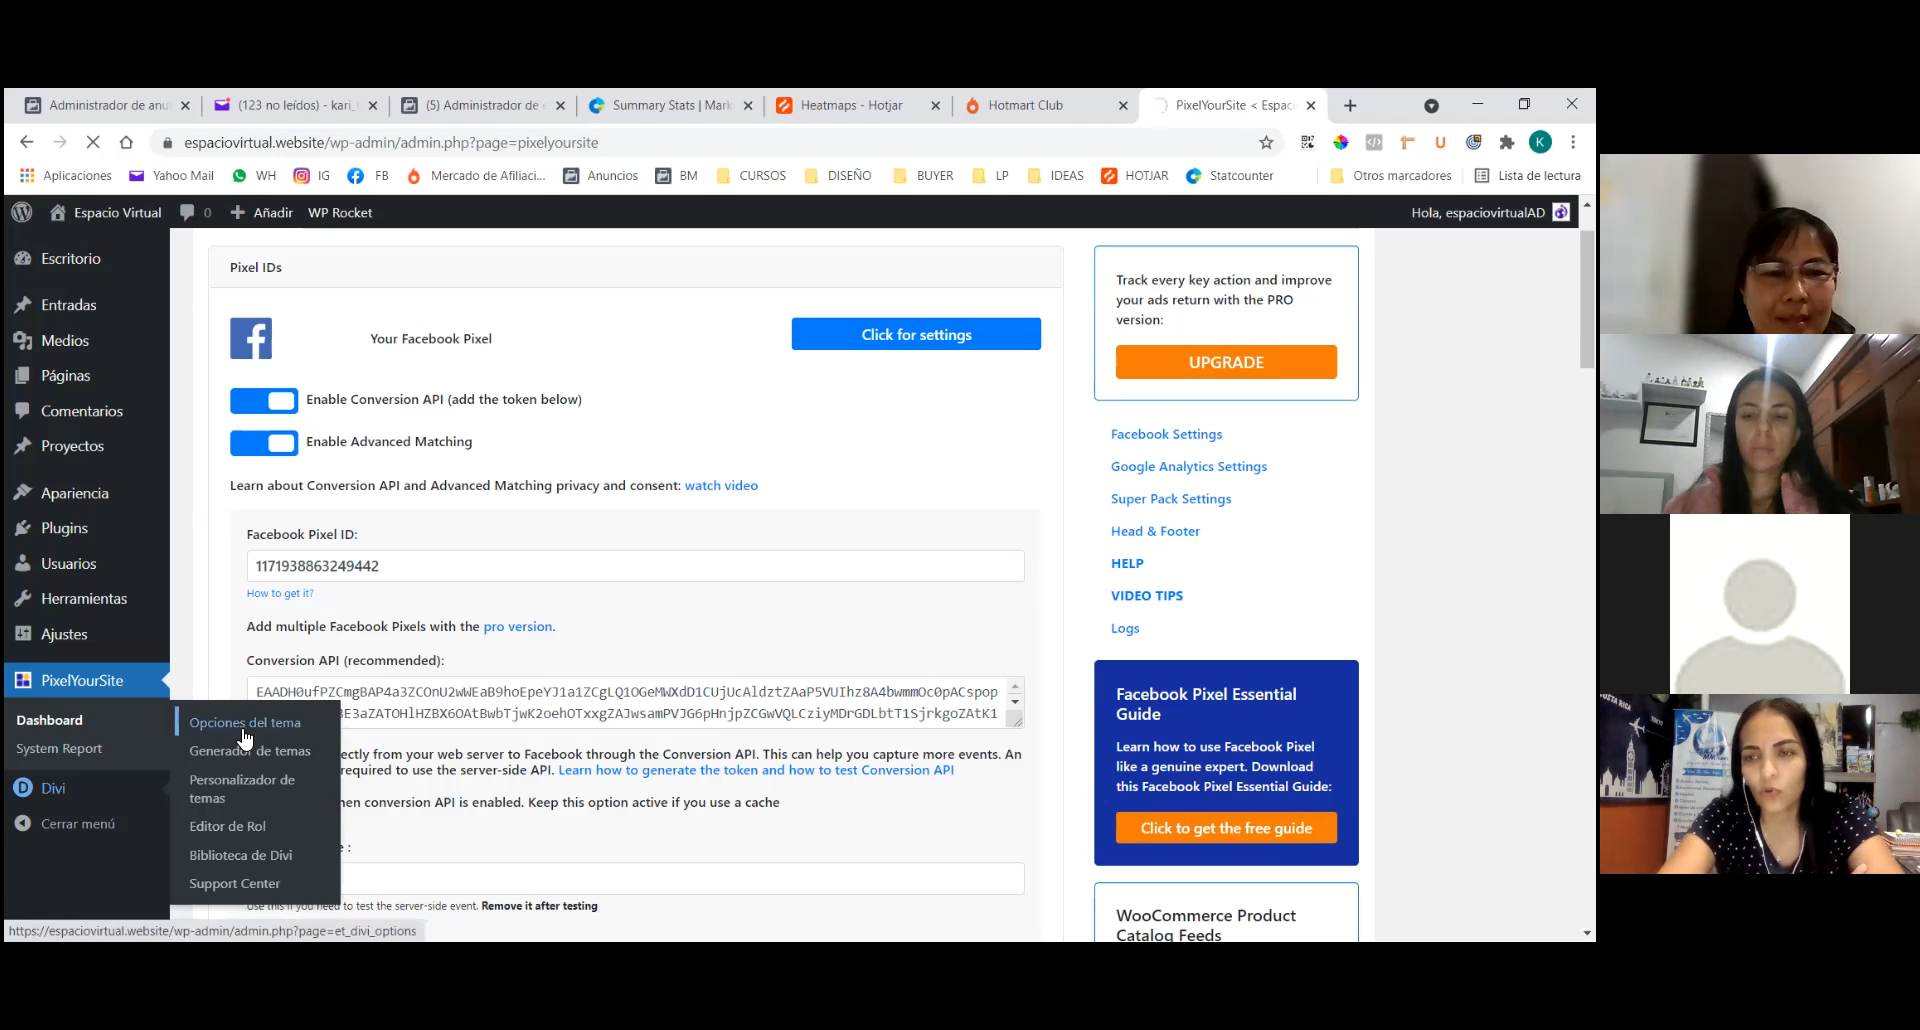 Administrador de anu
(123 no leídos) - kari_
(5) Administrador de e
Summary Stats | Mark
Heatmaps - Hotjar
Hotmart Club
PixelYourSite < Espaci
espaciovirtual.website/wp-admin/admin.php?page=pixelyoursite
K
Aplicaciones
Yahoo Mail
WH
IG
FB
Mercado de Afiliaci...
Anuncios
BM
CURSOS
DISEÑO
BUYER
LP
IDEAS
HOTJAR
Statcounter
Otros marcadores
Lista de lectura
Espacio Virtual
0
Añadir
WP Rocket
Hola, espaciovirtualAD
Escritorio
Entradas
Medios
Páginas
Comentarios
Proyectos
Apariencia
Plugins
Usuarios
Herramientas
Ajustes
PixelYourSite
Dashboard
System Report
Divi
Cerrar menú
Opciones del tema
Generador de temas
Personalizador de
temas
Editor de Rol
Biblioteca de Divi
Support Center
Pixel IDs
Your Facebook Pixel
Click for settings
Enable Conversion API (add the token below)
Enable Advanced Matching
Learn about Conversion API and Advanced Matching privacy and consent: watch video
Facebook Pixel ID:
1171938863249442
How to get it?
Add multiple Facebook Pixels with the pro version.
Conversion API (recommended):
ectly from your web server to Facebook through the Conversion API. This can help you capture more events. An
required to use the server-side API. Learn how to generate the token and how to test Conversion API
hen conversion API is enabled. Keep this option active if you use a cache
e :
Use this if you need to test the server-side event. Remove it after testing
Track every key action and improve
your ads return with the PRO
version:
UPGRADE
Facebook Settings
Google Analytics Settings
Super Pack Settings
Head & Footer
HELP
VIDEO TIPS
Logs
Facebook Pixel Essential
Guide
Learn how to use Facebook Pixel
like a genuine expert. Download
this Facebook Pixel Essential Guide:
Click to get the free guide
WooCommerce Product
Catalog Feeds
https://espaciovirtual.website/wp-admin/admin.php?page=et_divi_options